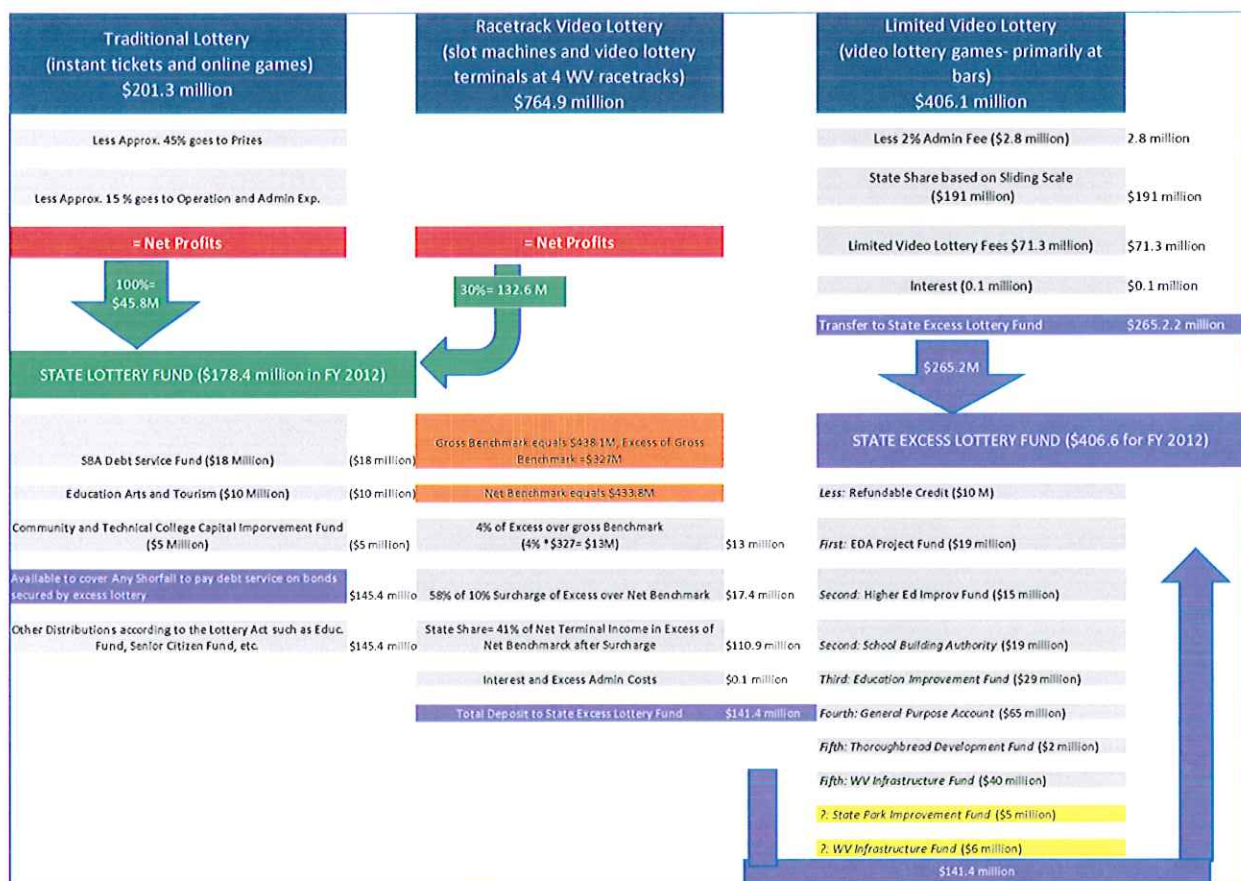 Traditional Lottery
(instant tickets and online games)
$201.3 million
Less Approx. 45% goes to Prizes
Less Approx. 15 % goes to Operation and Admin Exp.
= Net Profits
100%=
$45.8M
STATE LOTTERY FUND ($178.4 million in FY 2012)
SBA Debt Service Fund ($18 Million)
($18 million)
Education Arts and Tourism ($10 Million)
($10 million)
Community and Technical College Capital Imporvement Fund
($5 Million)
($5 million)
Available to cover Any Shorfall to pay debt service on bonds
secured by excess lottery
$145.4 millio
Other Distributions according to the Lottery Act such as Educ.
Fund, Senior Citizen Fund, etc.
$145.4 millio
Racetrack Video Lottery
(slot machines and video lottery
terminals at 4 WV racetracks)
$764.9 million
= Net Profits
30%= 132.6 M
Gross Benchmark equals $438.1M, Excess of Gross
Benchmark =$327M
Net Benchmark equals $433.8M
4% of Excess over gross Benchmark
(4% *$327= $13M)
$13 million
58% of 10% Surcharge of Excess over Net Benchmark
$17.4 million
State Share= 41% of Net Terminal Income in Excess of
Net Benchmarck after Surcharge
$110.9 million
Interest and Excess Admin Costs
$0.1 million
Total Deposit to State Excess Lottery Fund
$141.4 million
Limited Video Lottery
(video lottery games- primarily at
bars)
$406.1 million
Less 2% Admin Fee ($2.8 million)
2.8 million
State Share based on Sliding Scale
($191 million)
$191 million
Limited Video Lottery Fees $71.3 million)
$71.3 million
Interest (0.1 million)
$0.1 million
Transfer to State Excess Lottery Fund
$265.2.2 million
$265.2M
STATE EXCESS LOTTERY FUND ($406.6 for FY 2012)
Less: Refundable Credit ($10 M)
First: EDA Project Fund ($19 million)
Second: Higher Ed Improv Fund ($15 million)
Second: School Building Authority ($19 million)
Third: Education Improvement Fund ($29 million)
Fourth: General Purpose Account ($65 million)
Fifth: Thoroughbred Development Fund ($2 million)
Fifth: WV Infrastructure Fund ($40 million)
?: State Park Improvement Fund ($5 million)
?: WV Infrastructure Fund ($6 million)
$141.4 million